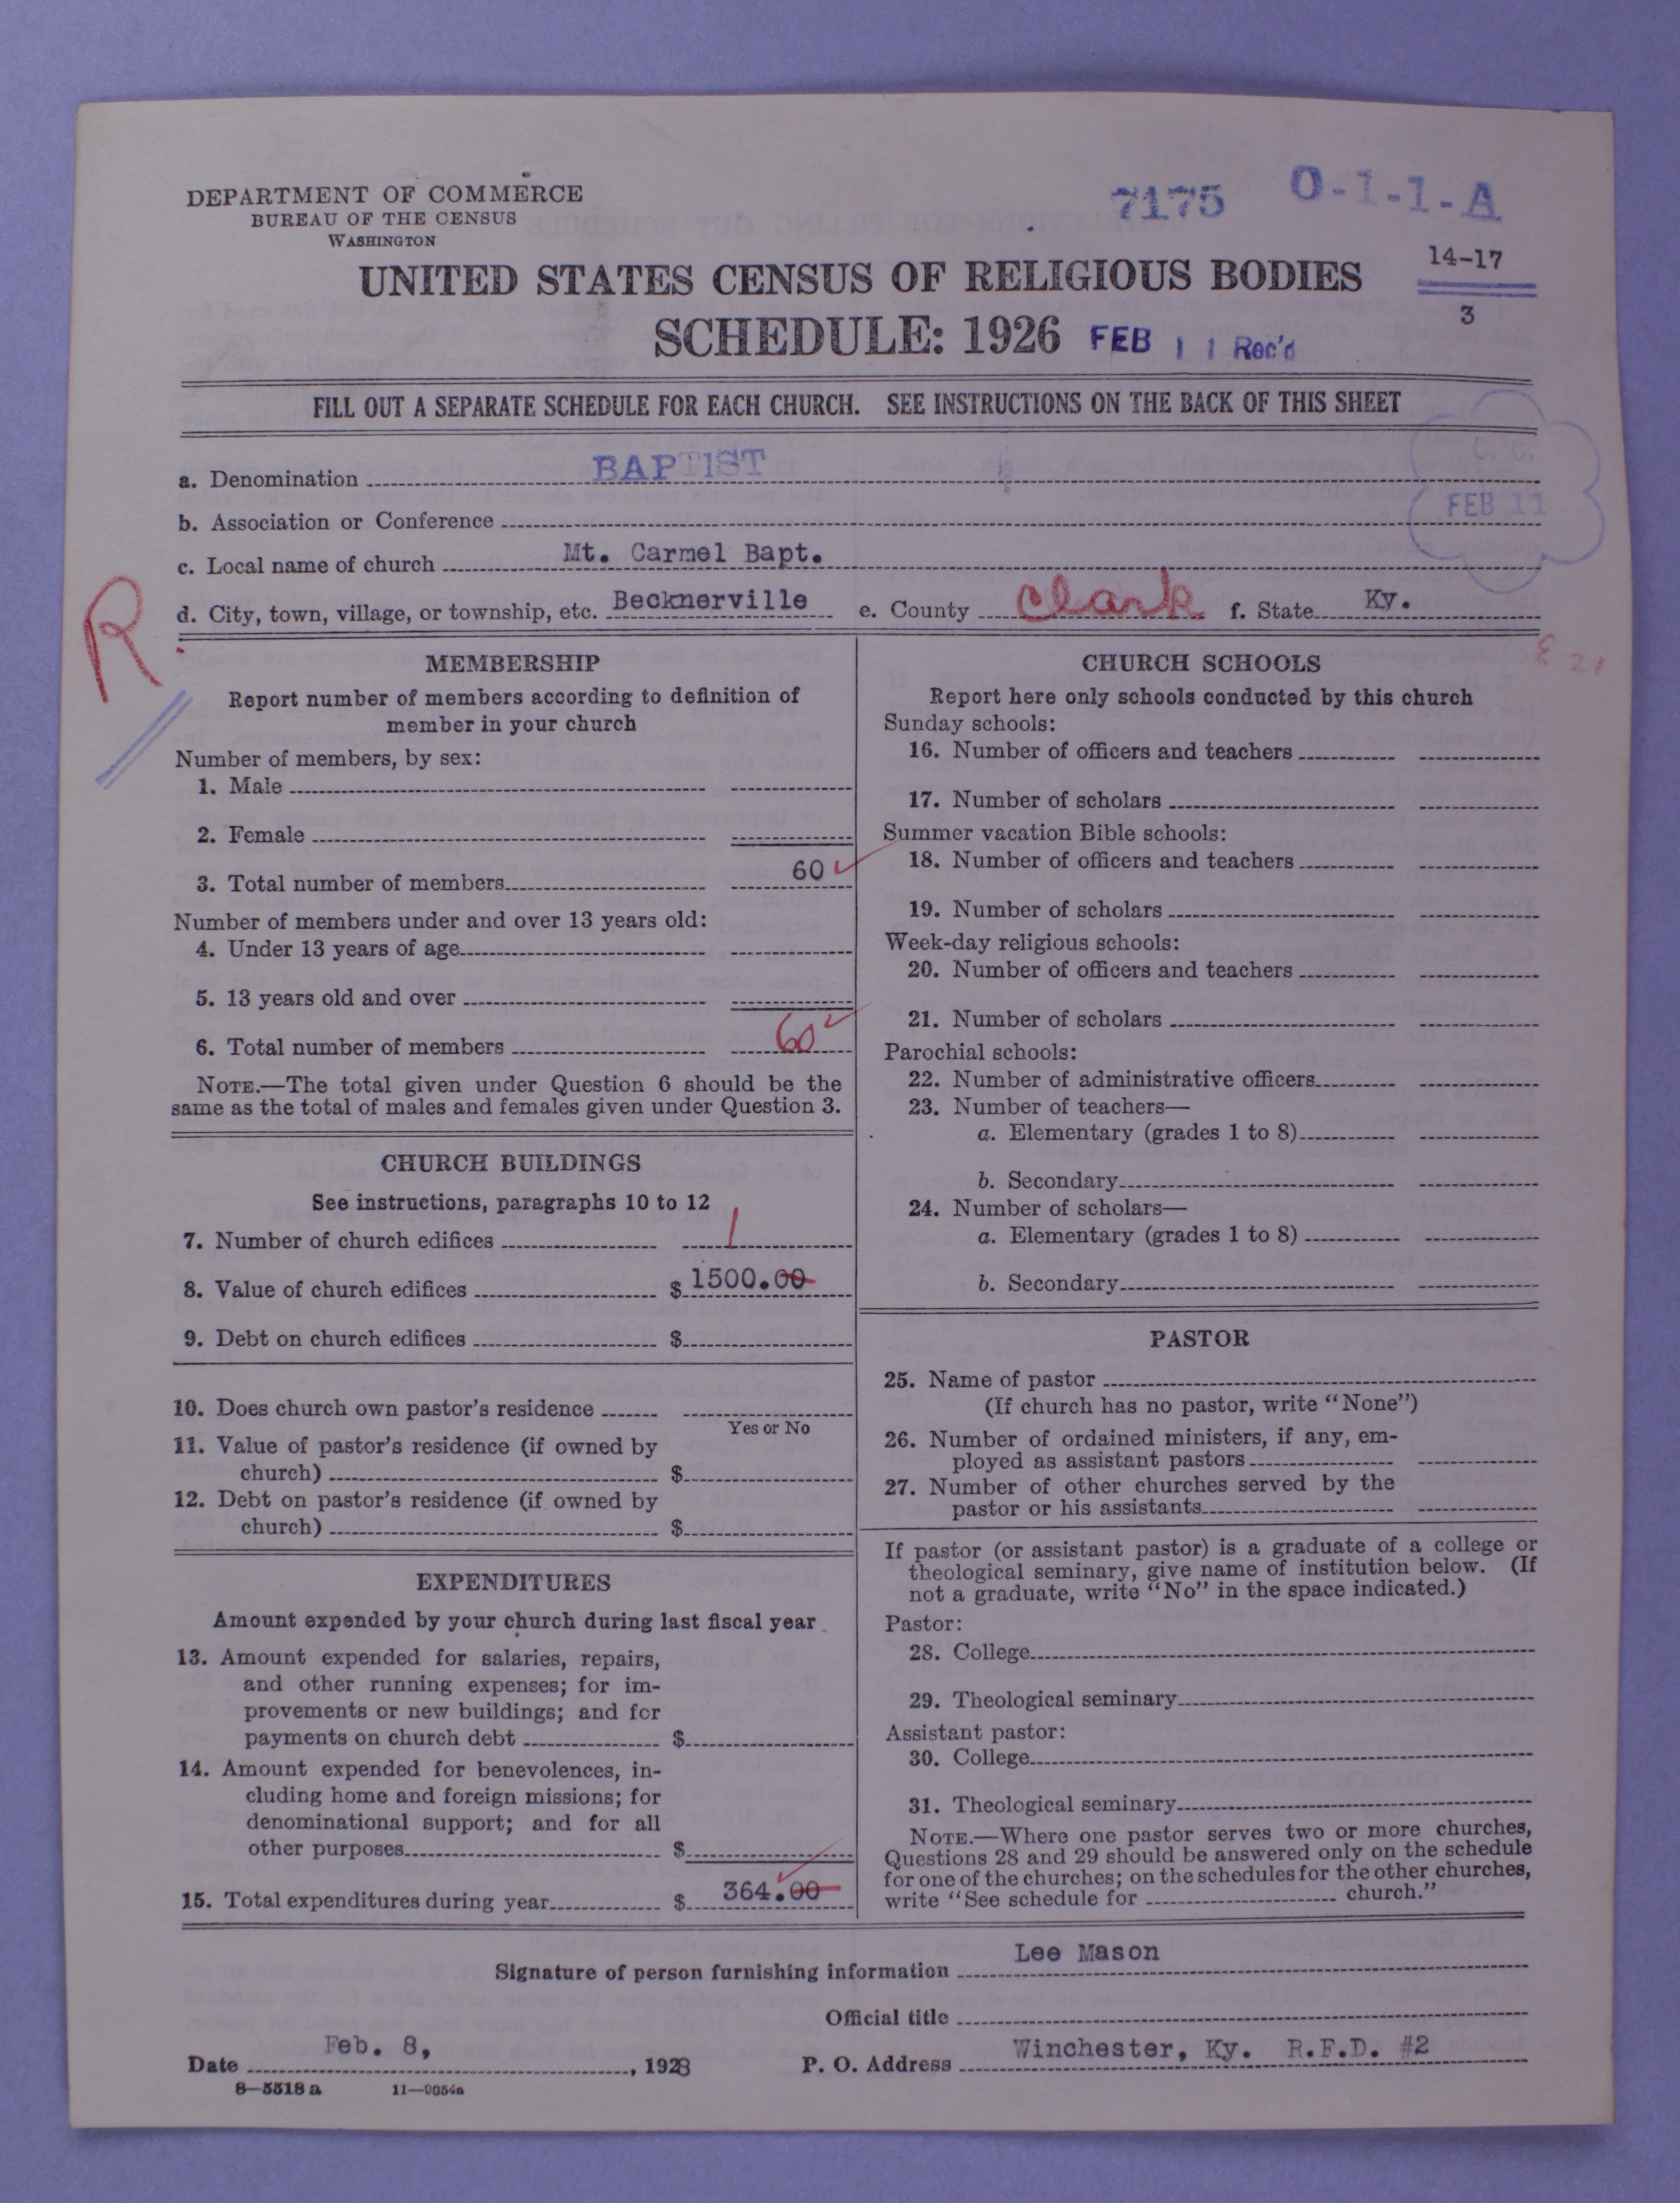 DEPARTMENT OF COMMERCE
BUREAU OF THE CENSUS
WASHINGTON
7175 O-1-1-A
14-17
3
UNITED STATES CENSUS OF RELIGIOUS BODIES
SCHEDULE: 1926 FEB 11 Rec'd
FILL OUT A SEPARATE SCHEDULE FOR EACH CHURCH. SEE INSTRUCTIONS ON THE BACK OF THIS SHEET
C. C.
FEB 11
a. Denomination BAPTIST
b. Association or Conference
c. Local name of church Mt. Carmel Bapt.
d. City, town, village, or township, etc. Becknerville e. County Clark f. State Ky.
R
MEMBERSHIP
Report number of members according to definition of
member in your church
Number of members, by sex:
1. Male
2. Female
3. Total number of members 60
Number of members under and over 13 years old:
4. Under 13 years of age
5. 13 years old and over
6. Total number of members 60
NOTE.—The total given under Question 6 should be the
same as the total of males and females given under Question 3.
CHURCH BUILDINGS
See instructions, paragraphs 10 to 12
7. Number of church edifices 1
8. Value of church edifices $ 1500.00
9. Debt on church edifices $
10. Does church own pastor's residence
Yes or No
11. Value of pastor's residence (if owned by
church) $
12. Debt on pastor's residence (if owned by
church) $
EXPENDITURES
Amount expended by your church during last fiscal year
13. Amount expended for salaries, repairs,
and other running expenses; for im-
provements or new buildings; and for
payments on church debt $
14. Amount expended for benevolences, in-
cluding home and foreign missions; for
denominational support; and for all
other purposes $
15. Total expenditures during year $ 364.00
CHURCH SCHOOLS
Report here only schools conducted by this church
Sunday schools:
16. Number of officers and teachers
17. Number of scholars
Summer vacation Bible schools:
18. Number of officers and teachers
19. Number of scholars
Week-day religious schools:
20. Number of officers and teachers
21. Number of scholars
Parochial schools:
22. Number of administrative officers
23. Number of teachers—
a. Elementary (grades 1 to 8)
b. Secondary
24. Number of scholars—
a. Elementary (grades 1 to 8)
b. Secondary
PASTOR
25. Name of pastor
(If church has no pastor, write "None")
26. Number of ordained ministers, if any, em-
ployed as assistant pastors
27. Number of other churches served by the
pastor or his assistants
If pastor (or assistant pastor) is a graduate of a college or
theological seminary, give name of institution below. (If
not a graduate, write "No" in the space indicated.)
Pastor:
28. College
29. Theological seminary
Assistant pastor:
30. College
31. Theological seminary
NOTE.—Where one pastor serves two or more churches,
Questions 28 and 29 should be answered only on the schedule
for one of the churches; on the schedules for the other churches,
write "See schedule for church."
Signature of person furnishing information Lee Mason
Official title
Date Feb. 8, , 1928 P. O. Address Winchester, Ky. R.F.D. #2
8—5518 a 11—9054a